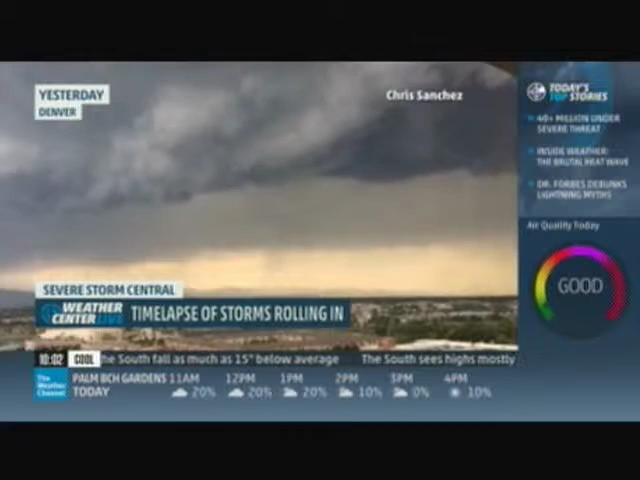 YESTERDAY
DENVER
Chris Sanchez
TODAY'S
TOP STORIES
40+ MILLION UNDER
SEVERE THREAT
INSIDE WEATHER:
THE BRUTAL HEAT WAVE
DR. FORBES DEBUNKS
LIGHTNING MYTHS
Air Quality Today
GOOD
SEVERE STORM CENTRAL
WEATHER
CENTER LIVE
TIMELAPSE OF STORMS ROLLING IN
10:02 COOL he South fall as much as 15° below average The South sees highs mostly
The
Weather
Channel
PALM BCH GARDENS 11AM 12PM 1PM 2PM 3PM 4PM
TODAY 20% 20% 20% 10% 0% 10%